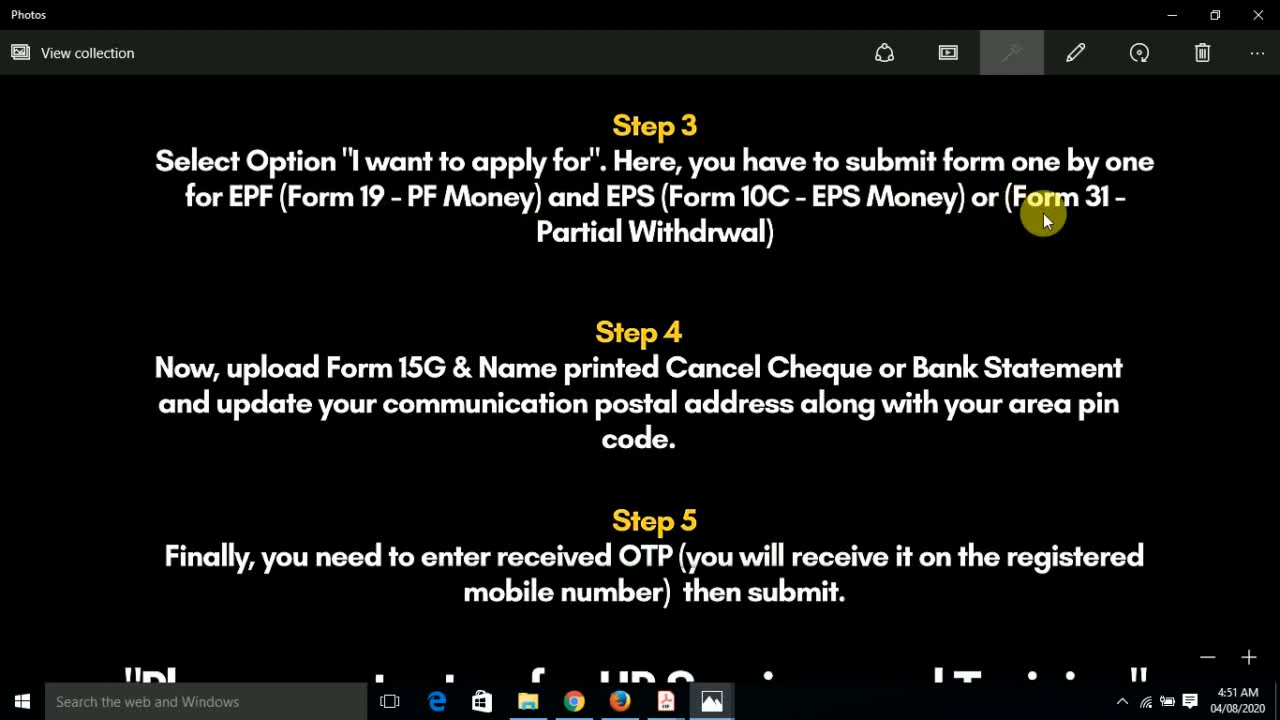 Photos
View collection
Step 3
Select Option "I want to apply for". Here, you have to submit form one by one
for EPF (Form 19 - PF Money) and EPS (Form 10C - EPS Money) or (Form 31 -
Partial Withdrwal)
Step 4
Now, upload Form 15G & Name printed Cancel Cheque or Bank Statement
and update your communication postal address along with your area pin
code.
Step 5
Finally, you need to enter received OTP (you will receive it on the registered
mobile number) then submit.
Search the web and Windows
4:51 AM
04/08/2020